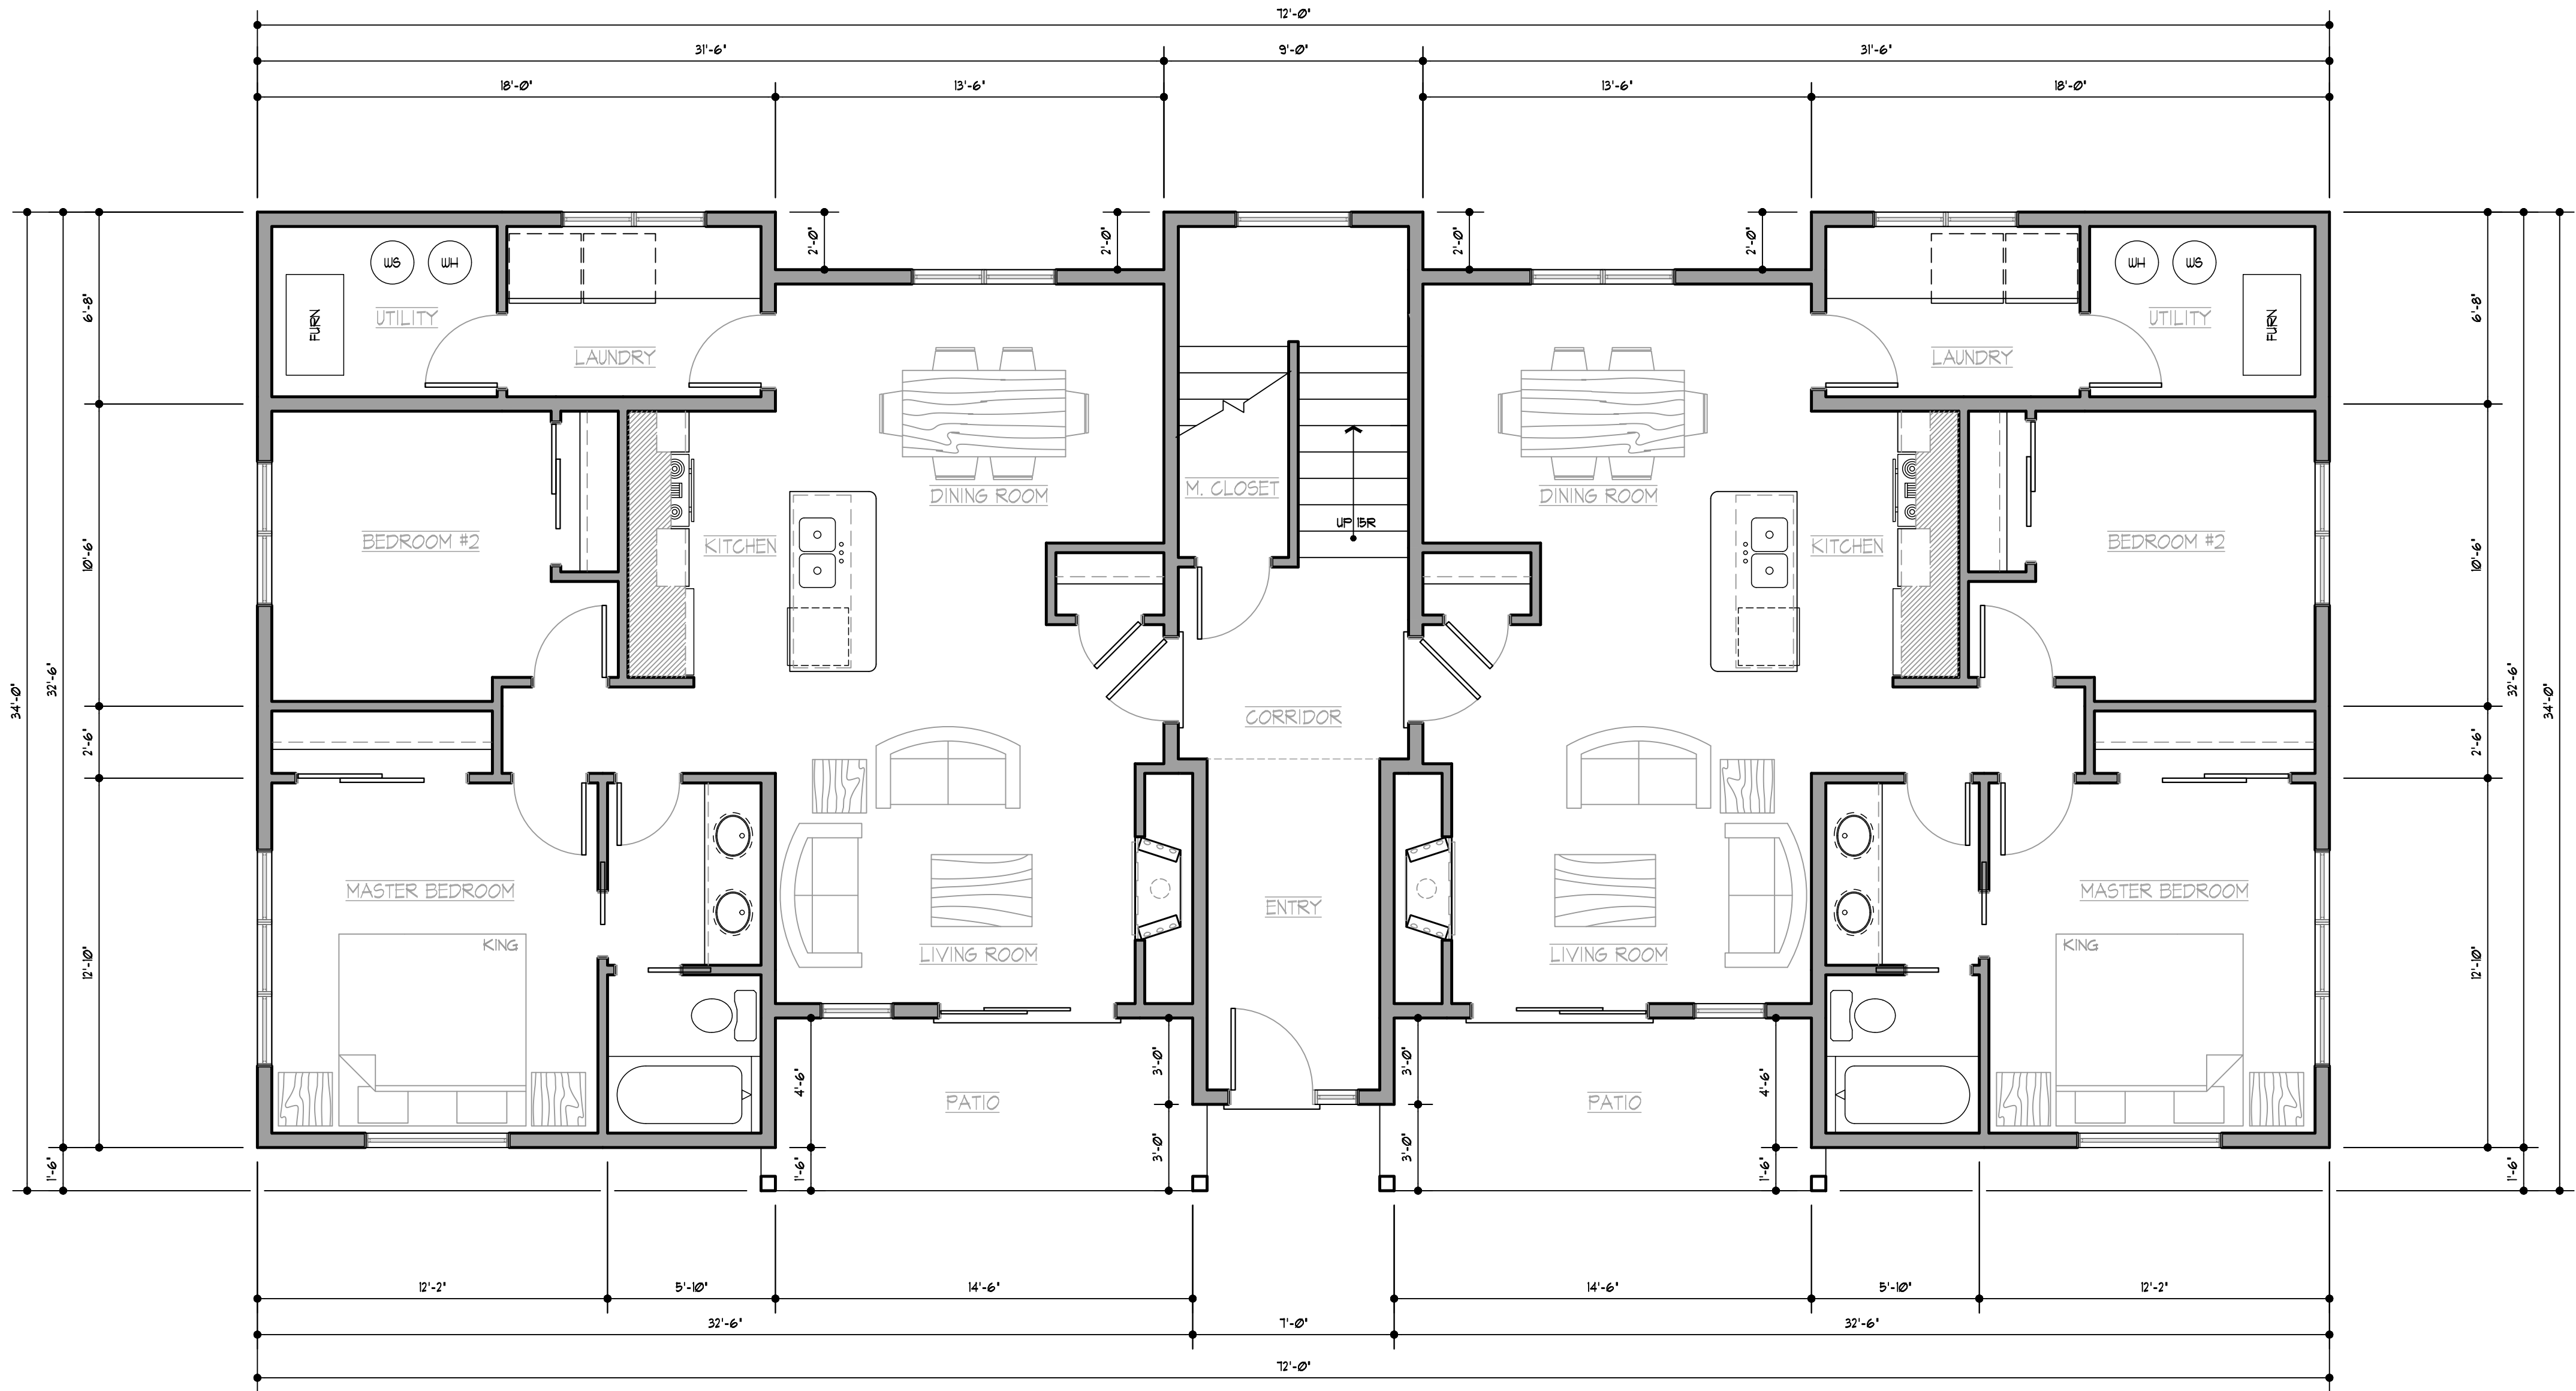 72'-0"
31'-6" 9'-0" 31'-6"
18'-0" 13'-6" 13'-6" 18'-0"
2'-0" 2'-0" 2'-0" 2'-0"
WS WH WH WS
FURN UTILITY UTILITY FURN
6'-8" 6'-8"
LAUNDRY LAUNDRY
M. CLOSET
DINING ROOM DINING ROOM
UP 15R
BEDROOM #2 KITCHEN KITCHEN BEDROOM #2
10'-6" 10'-6"
34'-0" 32'-6" 32'-6" 34'-0"
CORRIDOR
2'-6" 2'-6"
MASTER BEDROOM ENTRY MASTER BEDROOM
KING KING
LIVING ROOM LIVING ROOM
12'-10" 12'-10"
3'-0" 3'-0"
4'-6" 4'-6"
PATIO PATIO
3'-0" 3'-0"
1'-6" 1'-6" 1'-6" 1'-6"
12'-2" 5'-10" 14'-6" 14'-6" 5'-10" 12'-2"
32'-6" 7'-0" 32'-6"
72'-0"